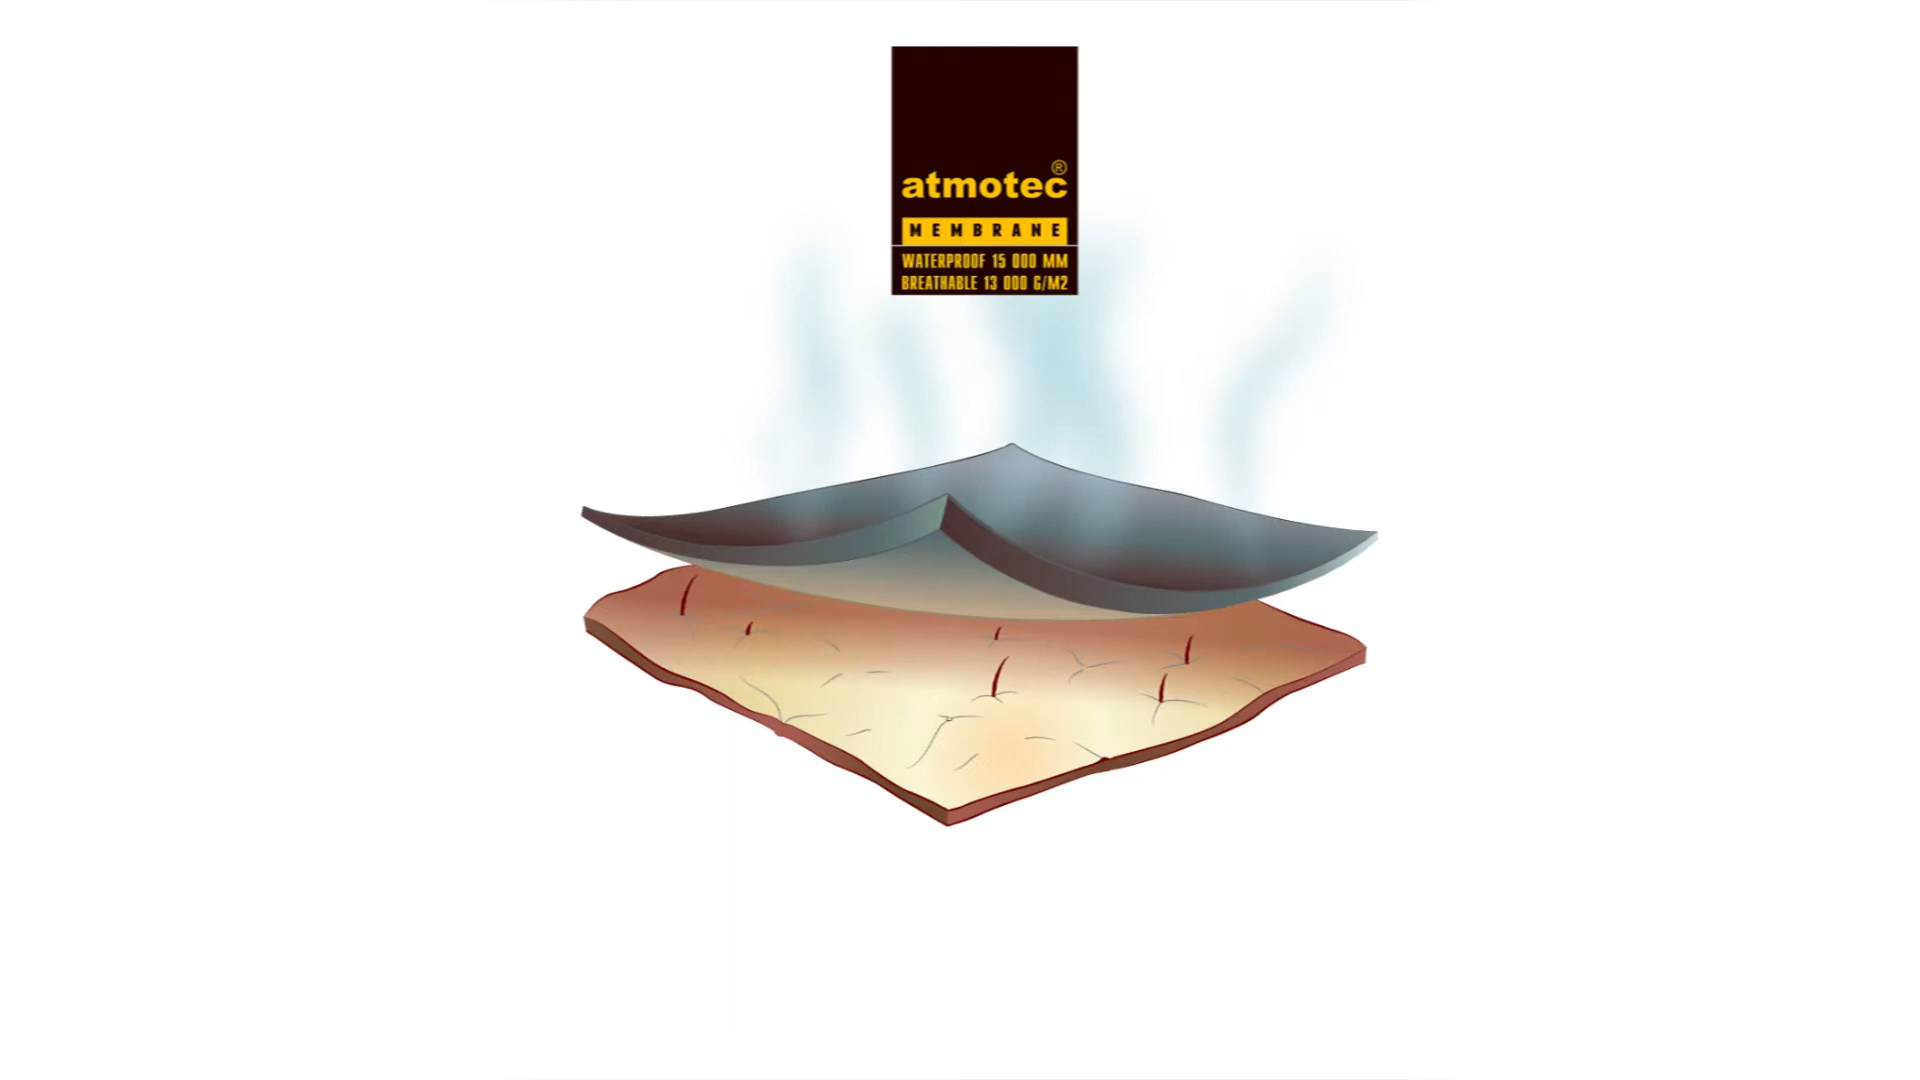 atmotec®
MEMBRANE
WATERPROOF 15 000 MM
BREATHABLE 13 000 G/M2